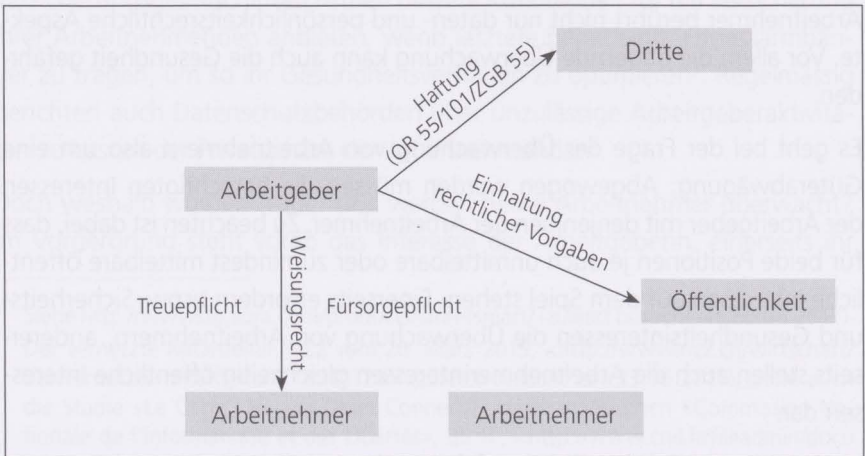 Dritte
Haftung
(OR 55/101/ZGB 55)
Arbeitgeber
Einhaltung
rechtlicher Vorgaben
Weisungsrecht
Treuepflicht
Fürsorgepflicht
Öffentlichkeit
Arbeitnehmer
Arbeitnehmer